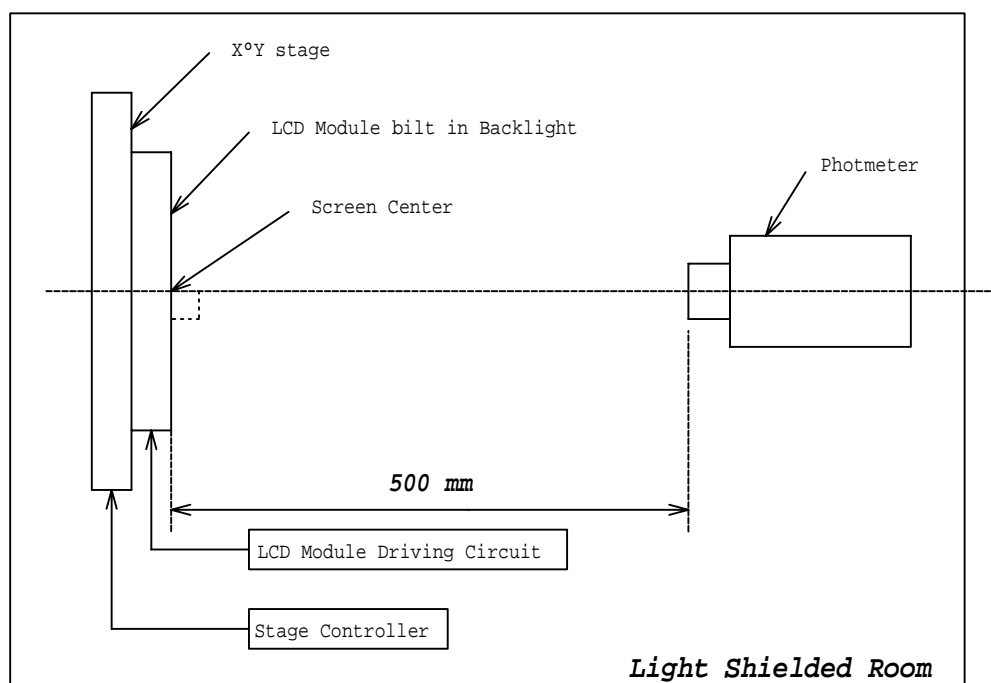 X°Y stage
LCD Module bilt in Backlight
Photmeter
Screen Center
500 mm
LCD Module Driving Circuit
Stage Controller
Light Shielded Room